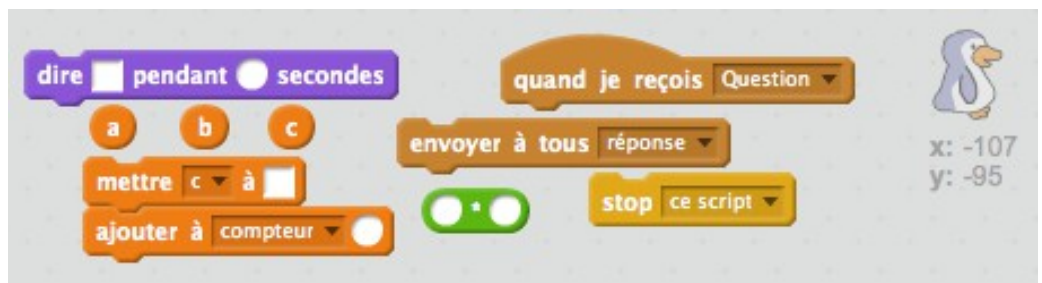 dire pendant secondes
quand je reçois Question
a b c
envoyer à tous réponse
mettre c à
stop ce script
ajouter à compteur
*
x: -107
y: -95